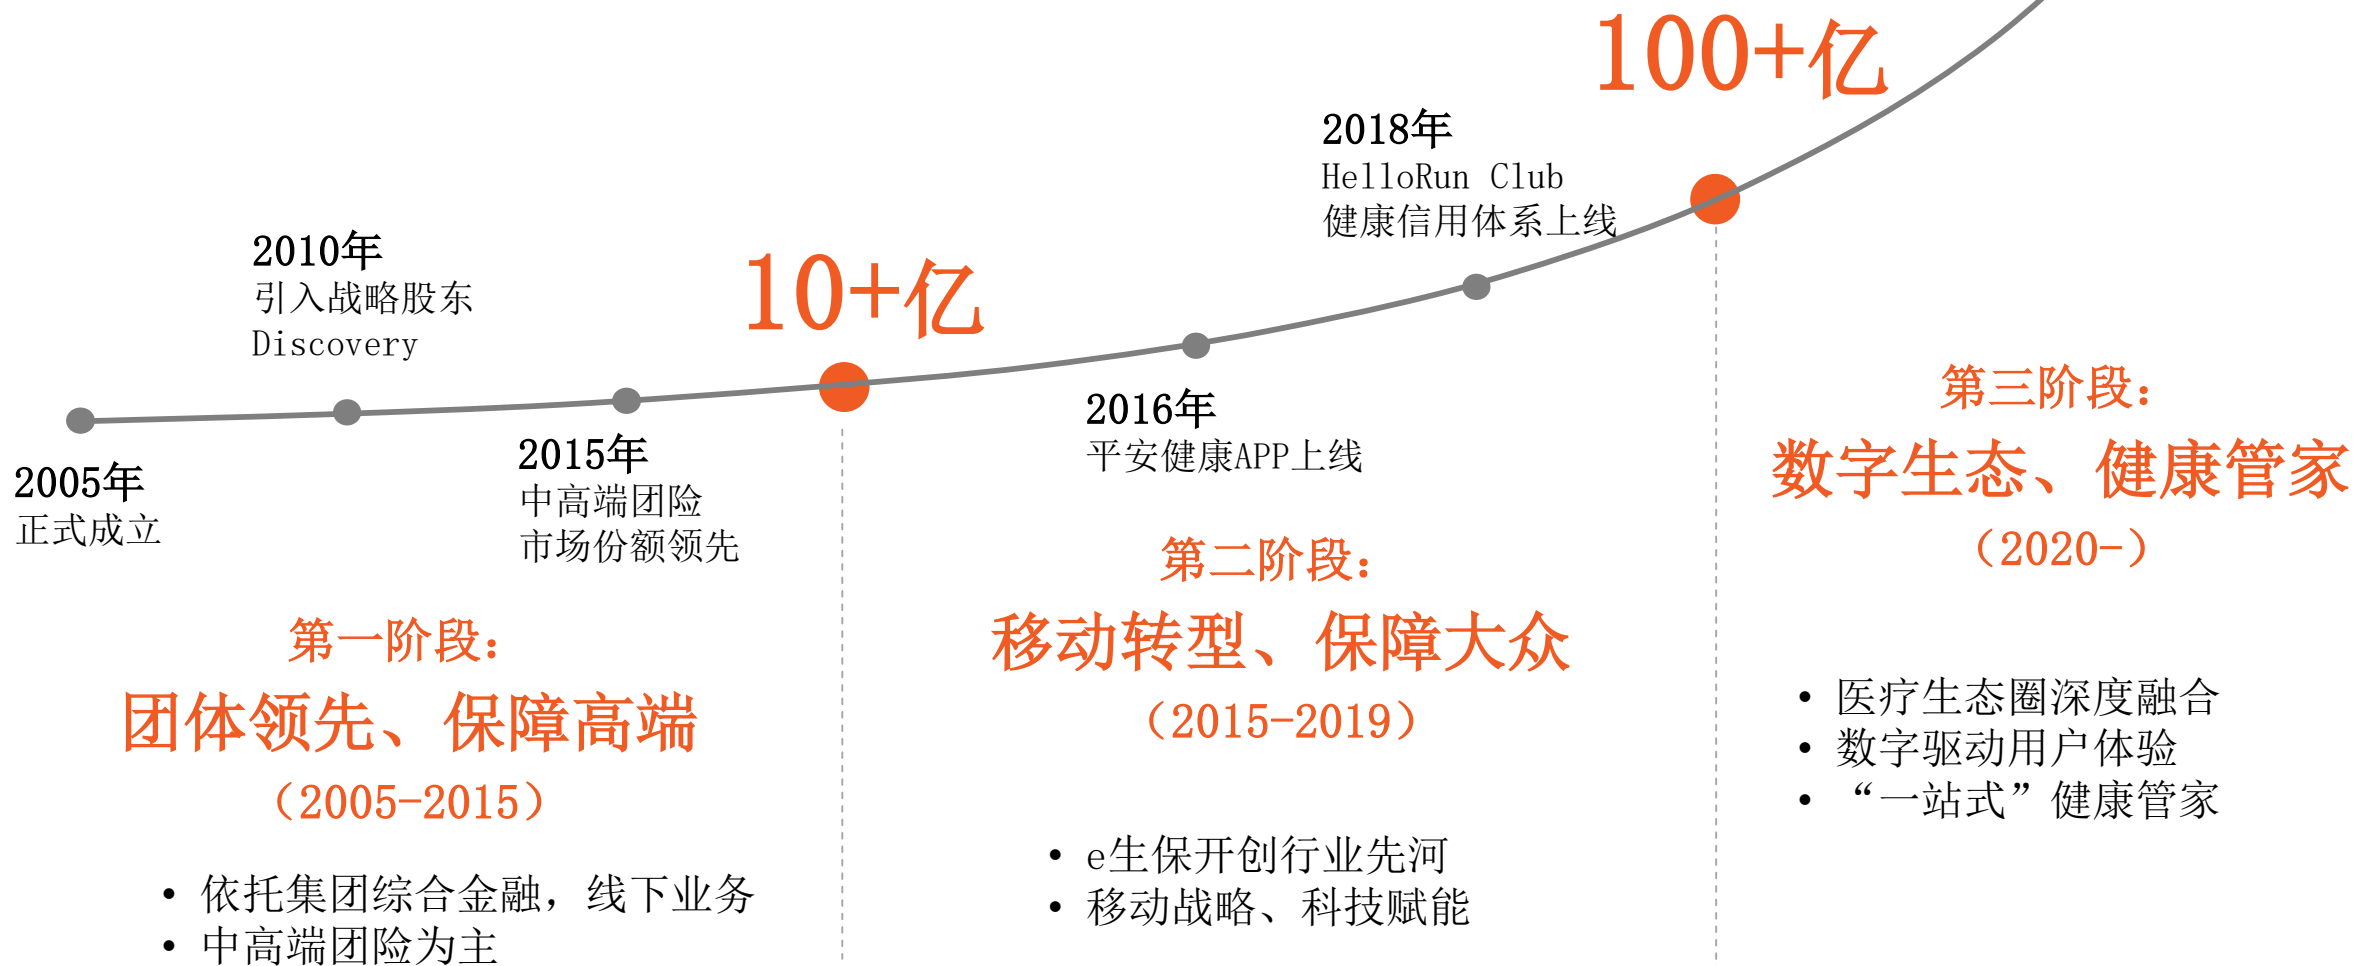 100+亿
2018年
HelloRun Club
健康信用体系上线
2010年
引入战略股东
Discovery
10+亿
2005年
正式成立
2015年
中高端团险
市场份额领先
2016年
平安健康APP上线
第一阶段：
团体领先、保障高端
（2005-2015）
• 依托集团综合金融，线下业务
• 中高端团险为主
第二阶段：
移动转型、保障大众
（2015-2019）
• e生保开创行业先河
• 移动战略、科技赋能
第三阶段：
数字生态、健康管家
（2020-）
• 医疗生态圈深度融合
• 数字驱动用户体验
• “一站式”健康管家